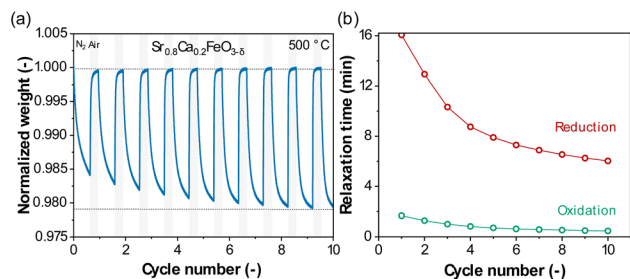 (a)
1.005
1.000
0.995
0.990
0.985
0.980
0.975
Normalized weight (-)
N₂ Air
Sr₀.₈Ca₀.₂FeO₃₋δ
500 °C
0 2 4 6 8 10
Cycle number (-)
(b)
16
12
8
4
0
Relaxation time (min)
Reduction
Oxidation
0 2 4 6 8 10
Cycle number (-)